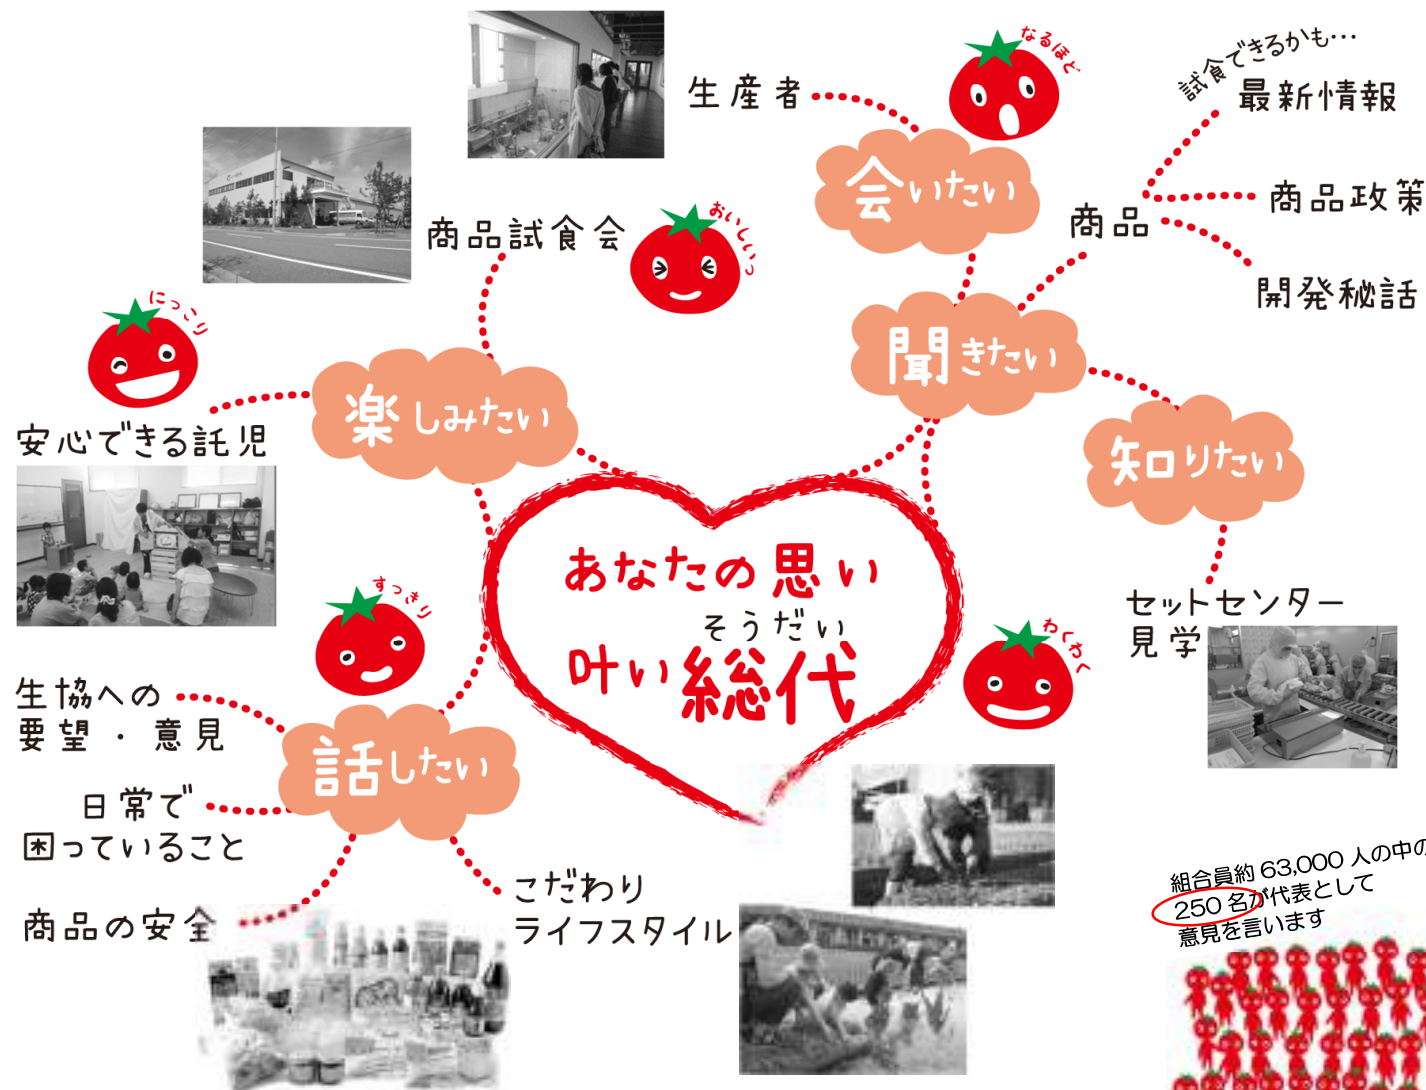 生産者
なるほど
会いたい
試食できるかも…
最新情報
商品政策
商品
開発秘話
聞きたい
知りたい
セットセンター
見学
商品試食会
おいしいっ
にっこり
楽しみたい
安心できる託児
あなたの思い
そうだい
叶い総代
すっきり
わくわく
生協への
要望・意見
話したい
日常で
困っていること
商品の安全
こだわり
ライフスタイル
組合員約63,000人の中の
250名が代表として
意見を言います